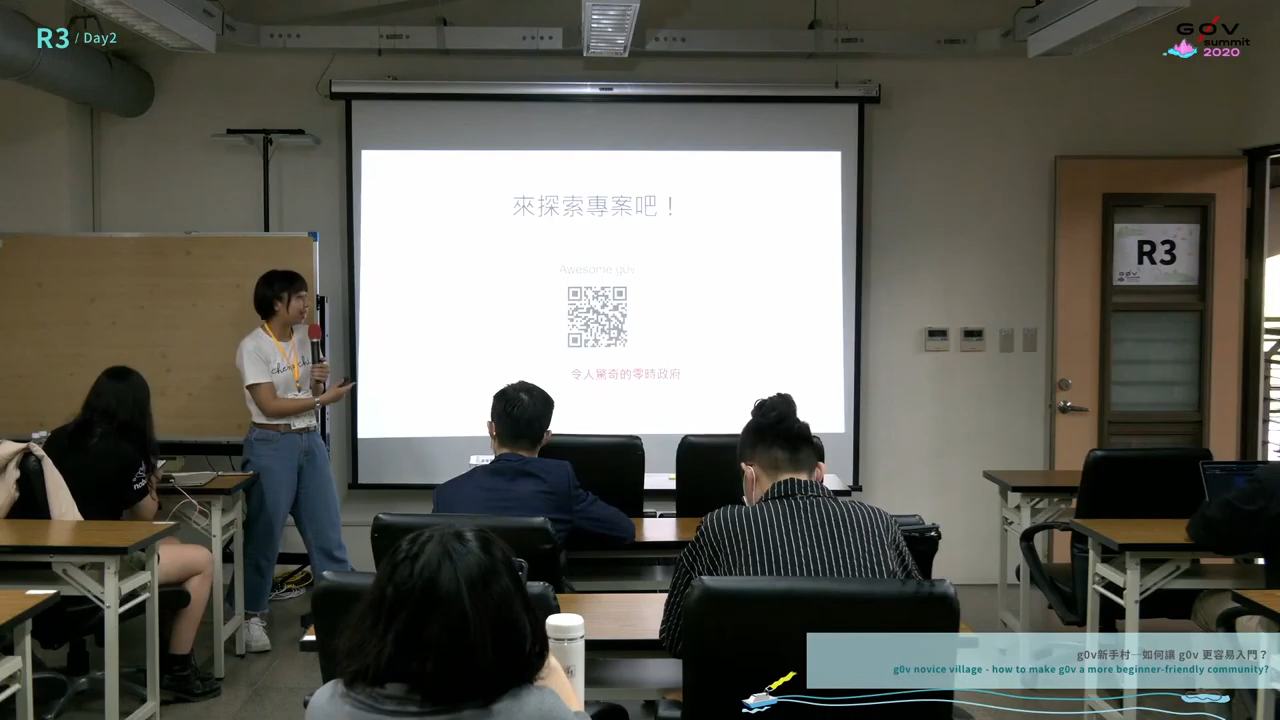 R3 / Day2
g0v
summit
2020
來探索專案吧！
Awesome g0v
令人驚奇的零時政府
R3
g0v新手村—如何讓 g0v 更容易入門？
g0v novice village - how to make g0v a more beginner-friendly community?